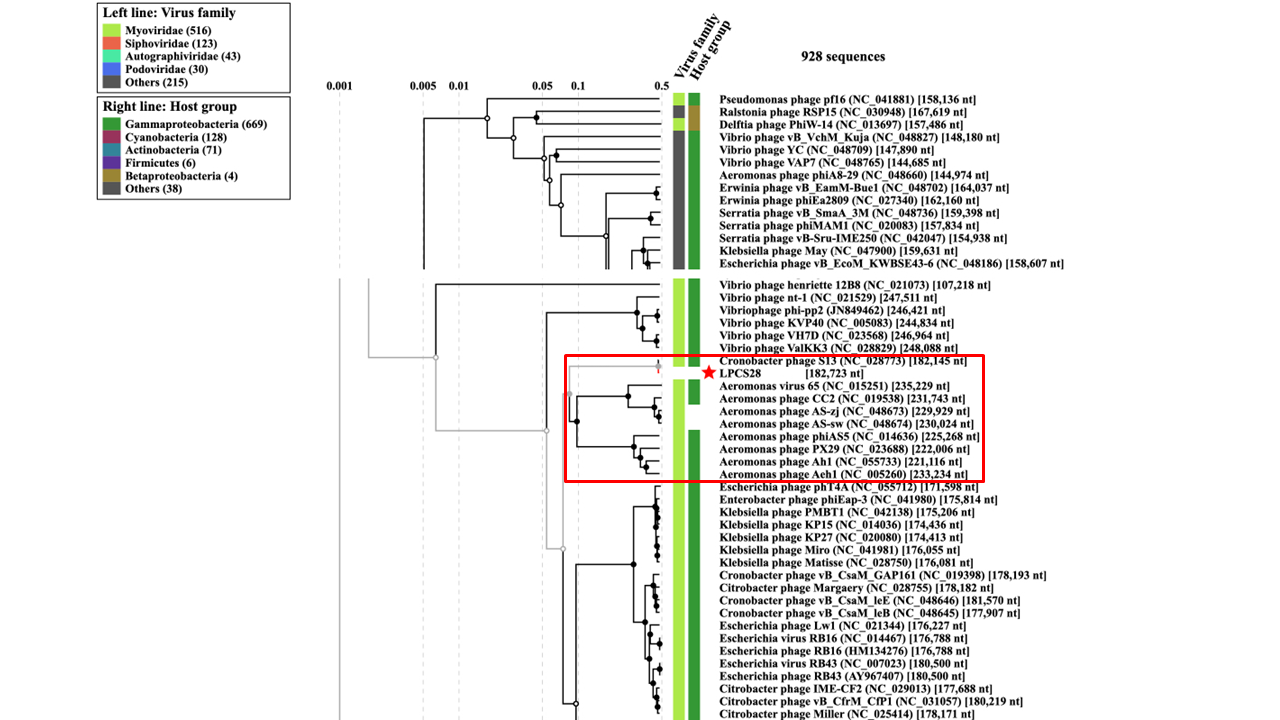 Left line: Virus family
Myoviridae (516)
Siphoviridae (123)
Autographiviridae (43)
Podoviridae (30)
Others (215)
Right line: Host group
Gammaproteobacteria (669)
Cyanobacteria (128)
Actinobacteria (71)
Firmicutes (6)
Betaproteobacteria (4)
Others (38)
Virus family
Host group
928 sequences
0.001 0.005 0.01 0.05 0.1 0.5
Pseudomonas phage pf16 (NC_041881) [158,136 nt]
Ralstonia phage RSP15 (NC_030948) [167,619 nt]
Delftia phage PhiW-14 (NC_013697) [157,486 nt]
Vibrio phage vB_VchM_Kuja (NC_048827) [148,180 nt]
Vibrio phage YC (NC_048709) [147,890 nt]
Vibrio phage VAP7 (NC_048765) [144,685 nt]
Aeromonas phage phiA8-29 (NC_048660) [144,974 nt]
Erwinia phage vB_EamM-Bue1 (NC_048702) [164,037 nt]
Erwinia phage phiEa2809 (NC_027340) [162,160 nt]
Serratia phage vB_SmaA_3M (NC_048736) [159,398 nt]
Serratia phage phiMAM1 (NC_020083) [157,834 nt]
Serratia phage vB-Sru-IME250 (NC_042047) [154,938 nt]
Klebsiella phage May (NC_047900) [159,631 nt]
Escherichia phage vB_EcoM_KWBSE43-6 (NC_048186) [158,607 nt]
Vibrio phage henriette 12B8 (NC_021073) [107,218 nt]
Vibrio phage nt-1 (NC_021529) [247,511 nt]
Vibriophage phi-pp2 (JN849462) [246,421 nt]
Vibrio phage KVP40 (NC_005083) [244,834 nt]
Vibrio phage VH7D (NC_023568) [246,964 nt]
Vibrio phage ValKK3 (NC_028829) [248,088 nt]
Cronobacter phage S13 (NC_028773) [182,145 nt]
LPCS28 [182,723 nt]
Aeromonas virus 65 (NC_015251) [235,229 nt]
Aeromonas phage CC2 (NC_019538) [231,743 nt]
Aeromonas phage AS-zj (NC_048673) [229,929 nt]
Aeromonas phage AS-sw (NC_048674) [230,024 nt]
Aeromonas phage phiAS5 (NC_014636) [225,268 nt]
Aeromonas phage PX29 (NC_023688) [222,006 nt]
Aeromonas phage Ah1 (NC_055733) [221,116 nt]
Aeromonas phage Aeh1 (NC_005260) [233,234 nt]
Escherichia phage phT4A (NC_055712) [171,598 nt]
Enterobacter phage phiEap-3 (NC_041980) [175,814 nt]
Klebsiella phage PMBT1 (NC_042138) [175,206 nt]
Klebsiella phage KP15 (NC_014036) [174,436 nt]
Klebsiella phage KP27 (NC_020080) [174,413 nt]
Klebsiella phage Miro (NC_041981) [176,055 nt]
Klebsiella phage Matisse (NC_028750) [176,081 nt]
Cronobacter phage vB_CsaM_GAP161 (NC_019398) [178,193 nt]
Citrobacter phage Margaery (NC_028755) [178,182 nt]
Cronobacter phage vB_CsaM_leE (NC_048646) [181,570 nt]
Cronobacter phage vB_CsaM_leB (NC_048645) [177,907 nt]
Escherichia phage Lw1 (NC_021344) [176,227 nt]
Escherichia virus RB16 (NC_014467) [176,788 nt]
Escherichia phage RB16 (HM134276) [176,788 nt]
Escherichia virus RB43 (NC_007023) [180,500 nt]
Escherichia phage RB43 (AY967407) [180,500 nt]
Citrobacter phage IME-CF2 (NC_029013) [177,688 nt]
Citrobacter phage vB_CfrM_CfP1 (NC_031057) [180,219 nt]
Citrobacter phage Miller (NC_025414) [178,171 nt]